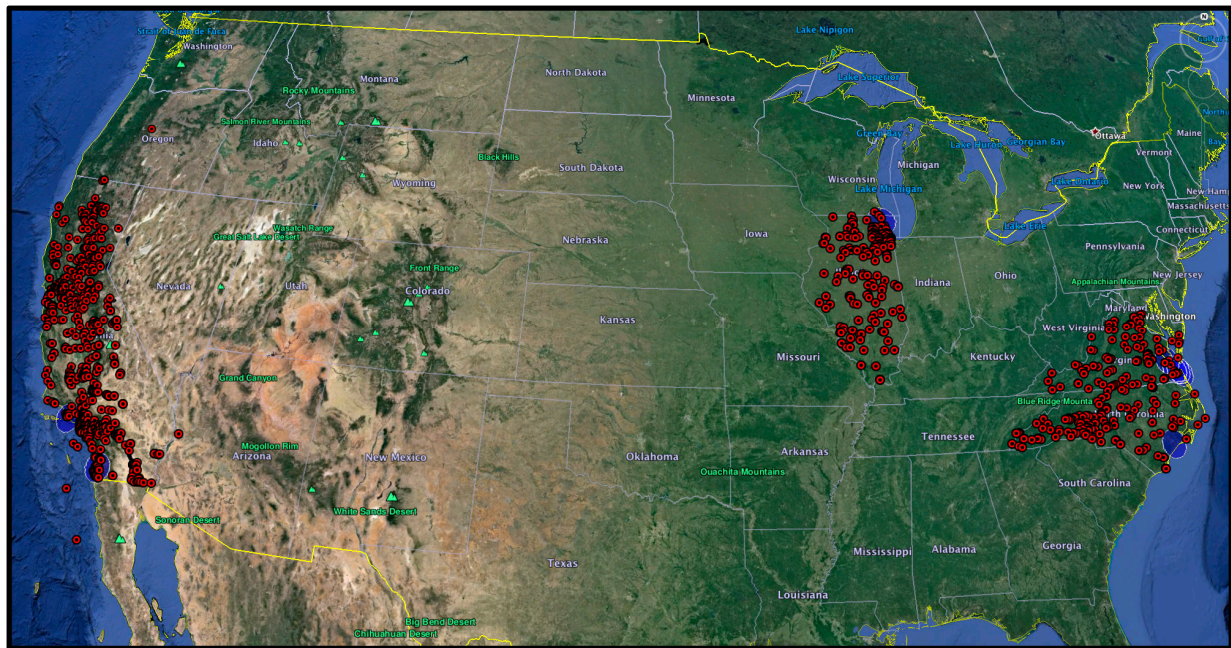 Strait of Juan de Fuca
Washington
Lake Nipigon
North Dakota
Montana
Minnesota
Lake Superior
Rocky Mountains
Salmon River Mountains
Oregon
Idaho
Green Bay
Lake Huron
Georgian Bay
Ottawa
Maine
Vermont
Black Hills
South Dakota
Wyoming
Wisconsin
Michigan
Lake Michigan
Lake Ontario
New York
New Hamp
Massachusetts
Wasatch Range
Great Salt Lake Desert
Nebraska
Iowa
Lake Erie
Connecticut
Pennsylvania
Front Range
Nevada
Utah
Colorado
Indiana
Ohio
New Jersey
Appalachian Mountains
Maryland
Washington
Kansas
West Virginia
Missouri
Kentucky
Grand Canyon
Blue Ridge Mounta
Tennessee
Mogollon Rim
Arizona
New Mexico
Oklahoma
Arkansas
Ouachita Mountains
South Carolina
White Sands Desert
Sonoran Desert
Texas
Mississippi
Alabama
Georgia
Louisiana
Big Bend Desert
Chihuahuan Desert